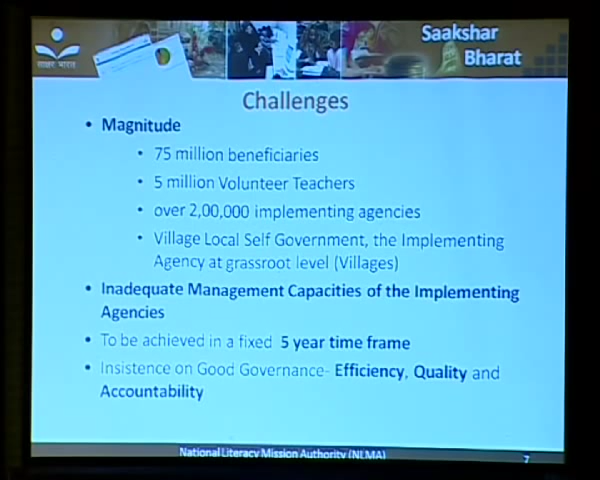 Saakshar
Bharat
साक्षर भारत
Challenges
• Magnitude
• 75 million beneficiaries
• 5 million Volunteer Teachers
• over 2,00,000 implementing agencies
• Village Local Self Government, the Implementing
Agency at grassroot level (Villages)
• Inadequate Management Capacities of the Implementing
Agencies
• To be achieved in a fixed 5 year time frame
• Insistence on Good Governance- Efficiency, Quality and
Accountability
National Literacy Mission Authority (NLMA)
7